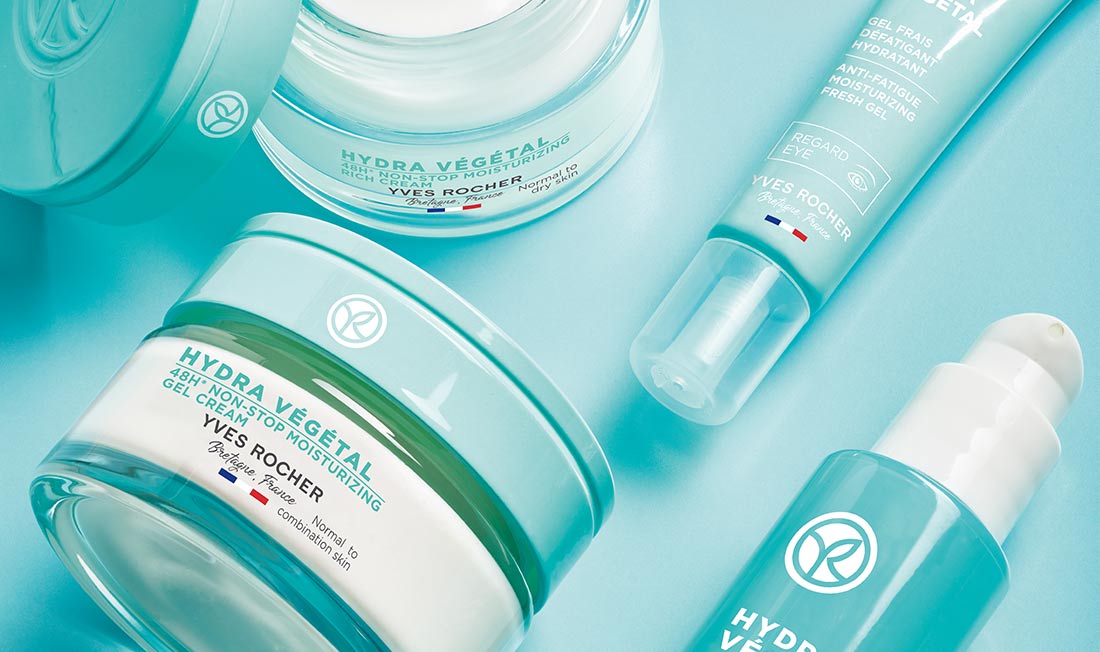 HYDRA VÉGÉTAL
48H* NON-STOP MOISTURIZING
RICH CREAM
YVES ROCHER
Bretagne, France
Normal to
dry skin
GEL FRAIS
DÉFATIGANT
HYDRATANT
ANTI-FATIGUE
MOISTURIZING
FRESH GEL
REGARD
EYE
YVES ROCHER
Bretagne, France
HYDRA VÉGÉTAL
48H* NON-STOP MOISTURIZING
GEL CREAM
YVES ROCHER
Bretagne, France
Normal to
combination skin
HYDR
VÉ